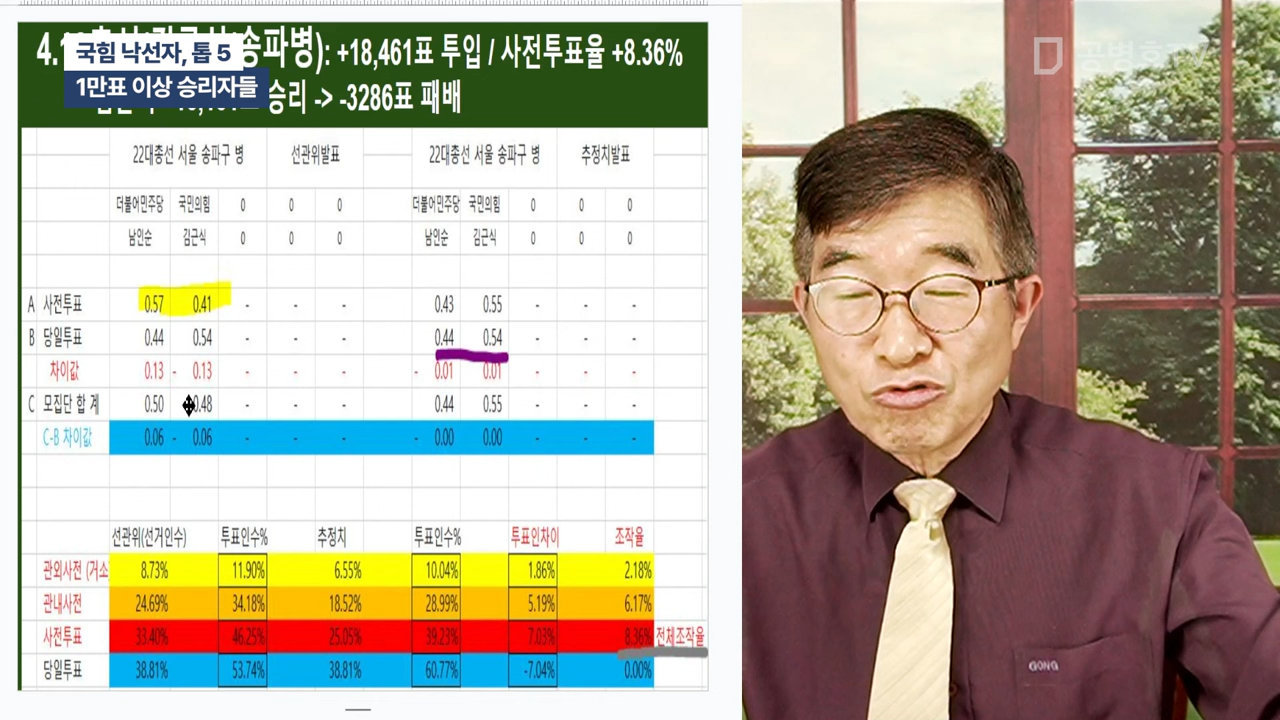 국힘 낙선자, 톱 5
1만표 이상 승리자들
송파병): +18,461표 투입 / 사전투표율 +8.36%
승리 -> -3286표 패배
공병호TV
22대총선 서울 송파구 병 선관위발표 22대총선 서울 송파구 병 추정치발표
더불어민주당 국민의힘 0 0 0 더불어민주당 국민의힘 0 0 0
남인순 김근식 0 0 0 남인순 김근식 0 0 0
A 사전투표 0.57 0.41 - - - 0.43 0.55 - - -
B 당일투표 0.44 0.54 - - - 0.44 0.54 - - -
차이값 0.13 - 0.13 - - - - 0.01 0.01 - - -
C 모집단 합 계 0.50 0.48 - - - 0.44 0.55 - - -
C-B 차이값 0.06 - 0.06 - - - - 0.00 0.00 - - -
선관위(선거인수) 투표인수% 추정치 투표인수% 투표인차이 조작율
관외사전 (거소 8.73% 11.90% 6.55% 10.04% 1.86% 2.18%
관내사전 24.69% 34.18% 18.52% 28.99% 5.19% 6.17%
사전투표 33.40% 46.25% 25.05% 39.23% 7.03% 8.36% 전체조작율
당일투표 38.81% 53.74% 38.81% 60.77% -7.04% 0.00%
GONG